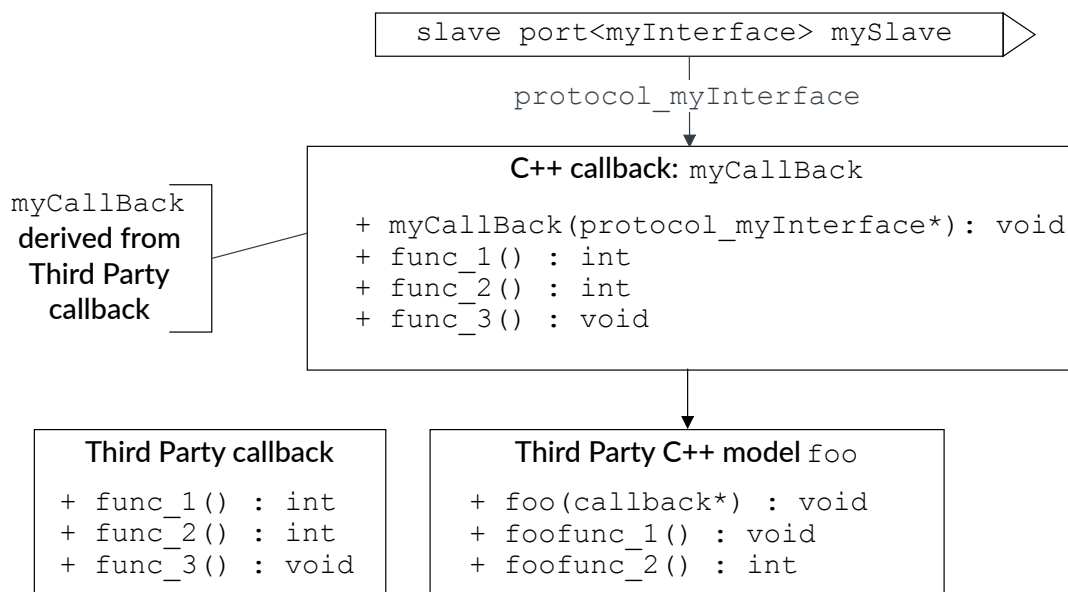 slave port<myInterface> mySlave
protocol_myInterface
C++ callback: myCallBack
+ myCallBack(protocol_myInterface*): void
+ func_1() : int
+ func_2() : int
+ func_3() : void
myCallBack
derived from
Third Party
callback
Third Party callback
+ func_1() : int
+ func_2() : int
+ func_3() : void
Third Party C++ model foo
+ foo(callback*) : void
+ foofunc_1() : void
+ foofunc_2() : int